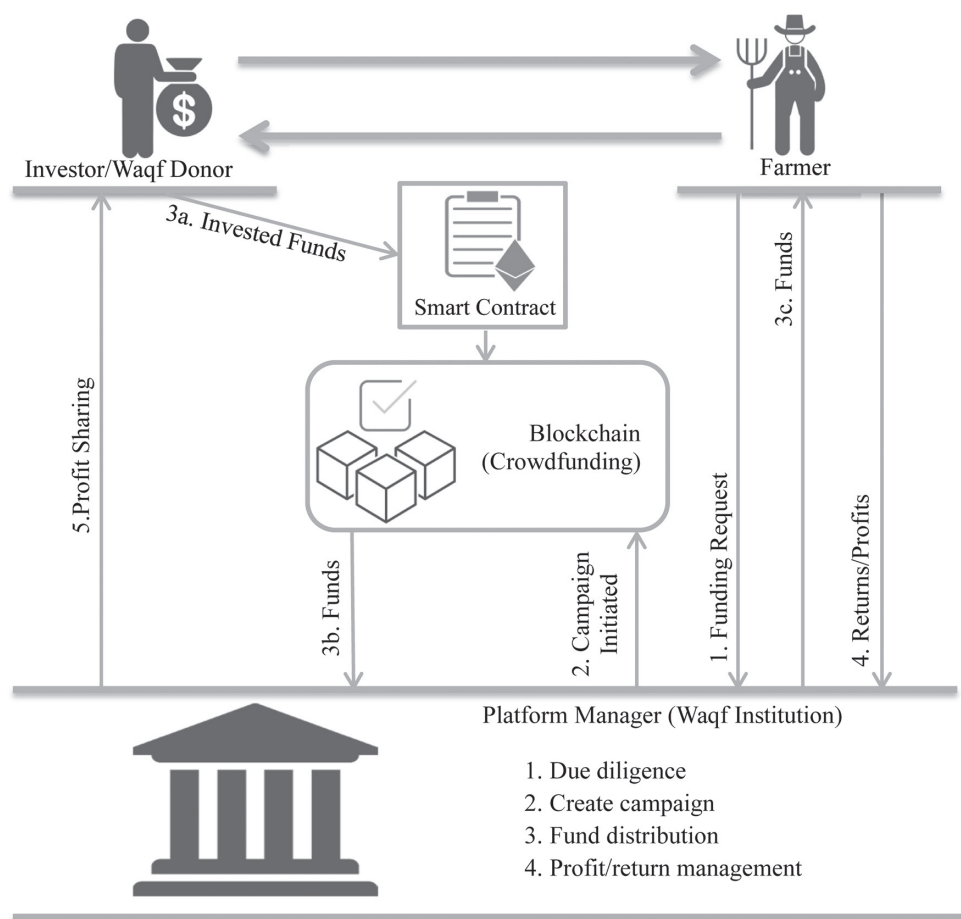 $
Investor/Waqf Donor
Farmer
3a. Invested Funds
Smart Contract
3c. Funds
Blockchain
(Crowdfunding)
5.Profit Sharing
3b. Funds
2. Campaign
Initiated
1. Funding Request
4. Returns/Profits
Platform Manager (Waqf Institution)
1. Due diligence
2. Create campaign
3. Fund distribution
4. Profit/return management